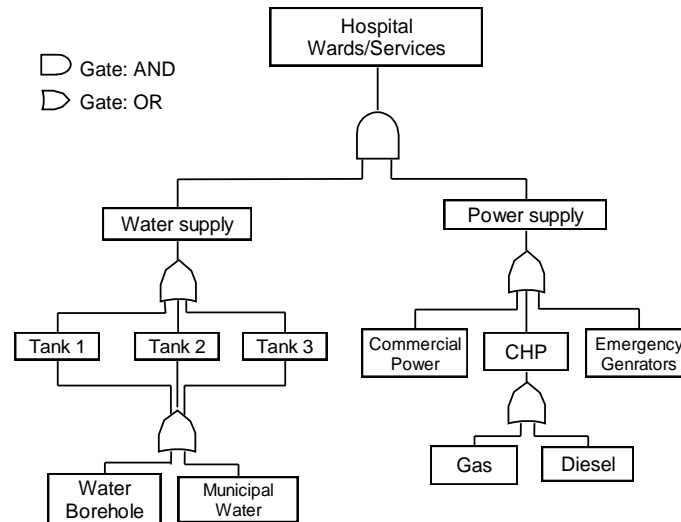 Hospital
Wards/Services
Gate: AND
Gate: OR
Water supply
Power supply
Tank 1
Tank 2
Tank 3
Commercial
Power
CHP
Emergency
Genrators
Water
Borehole
Municipal
Water
Gas
Diesel